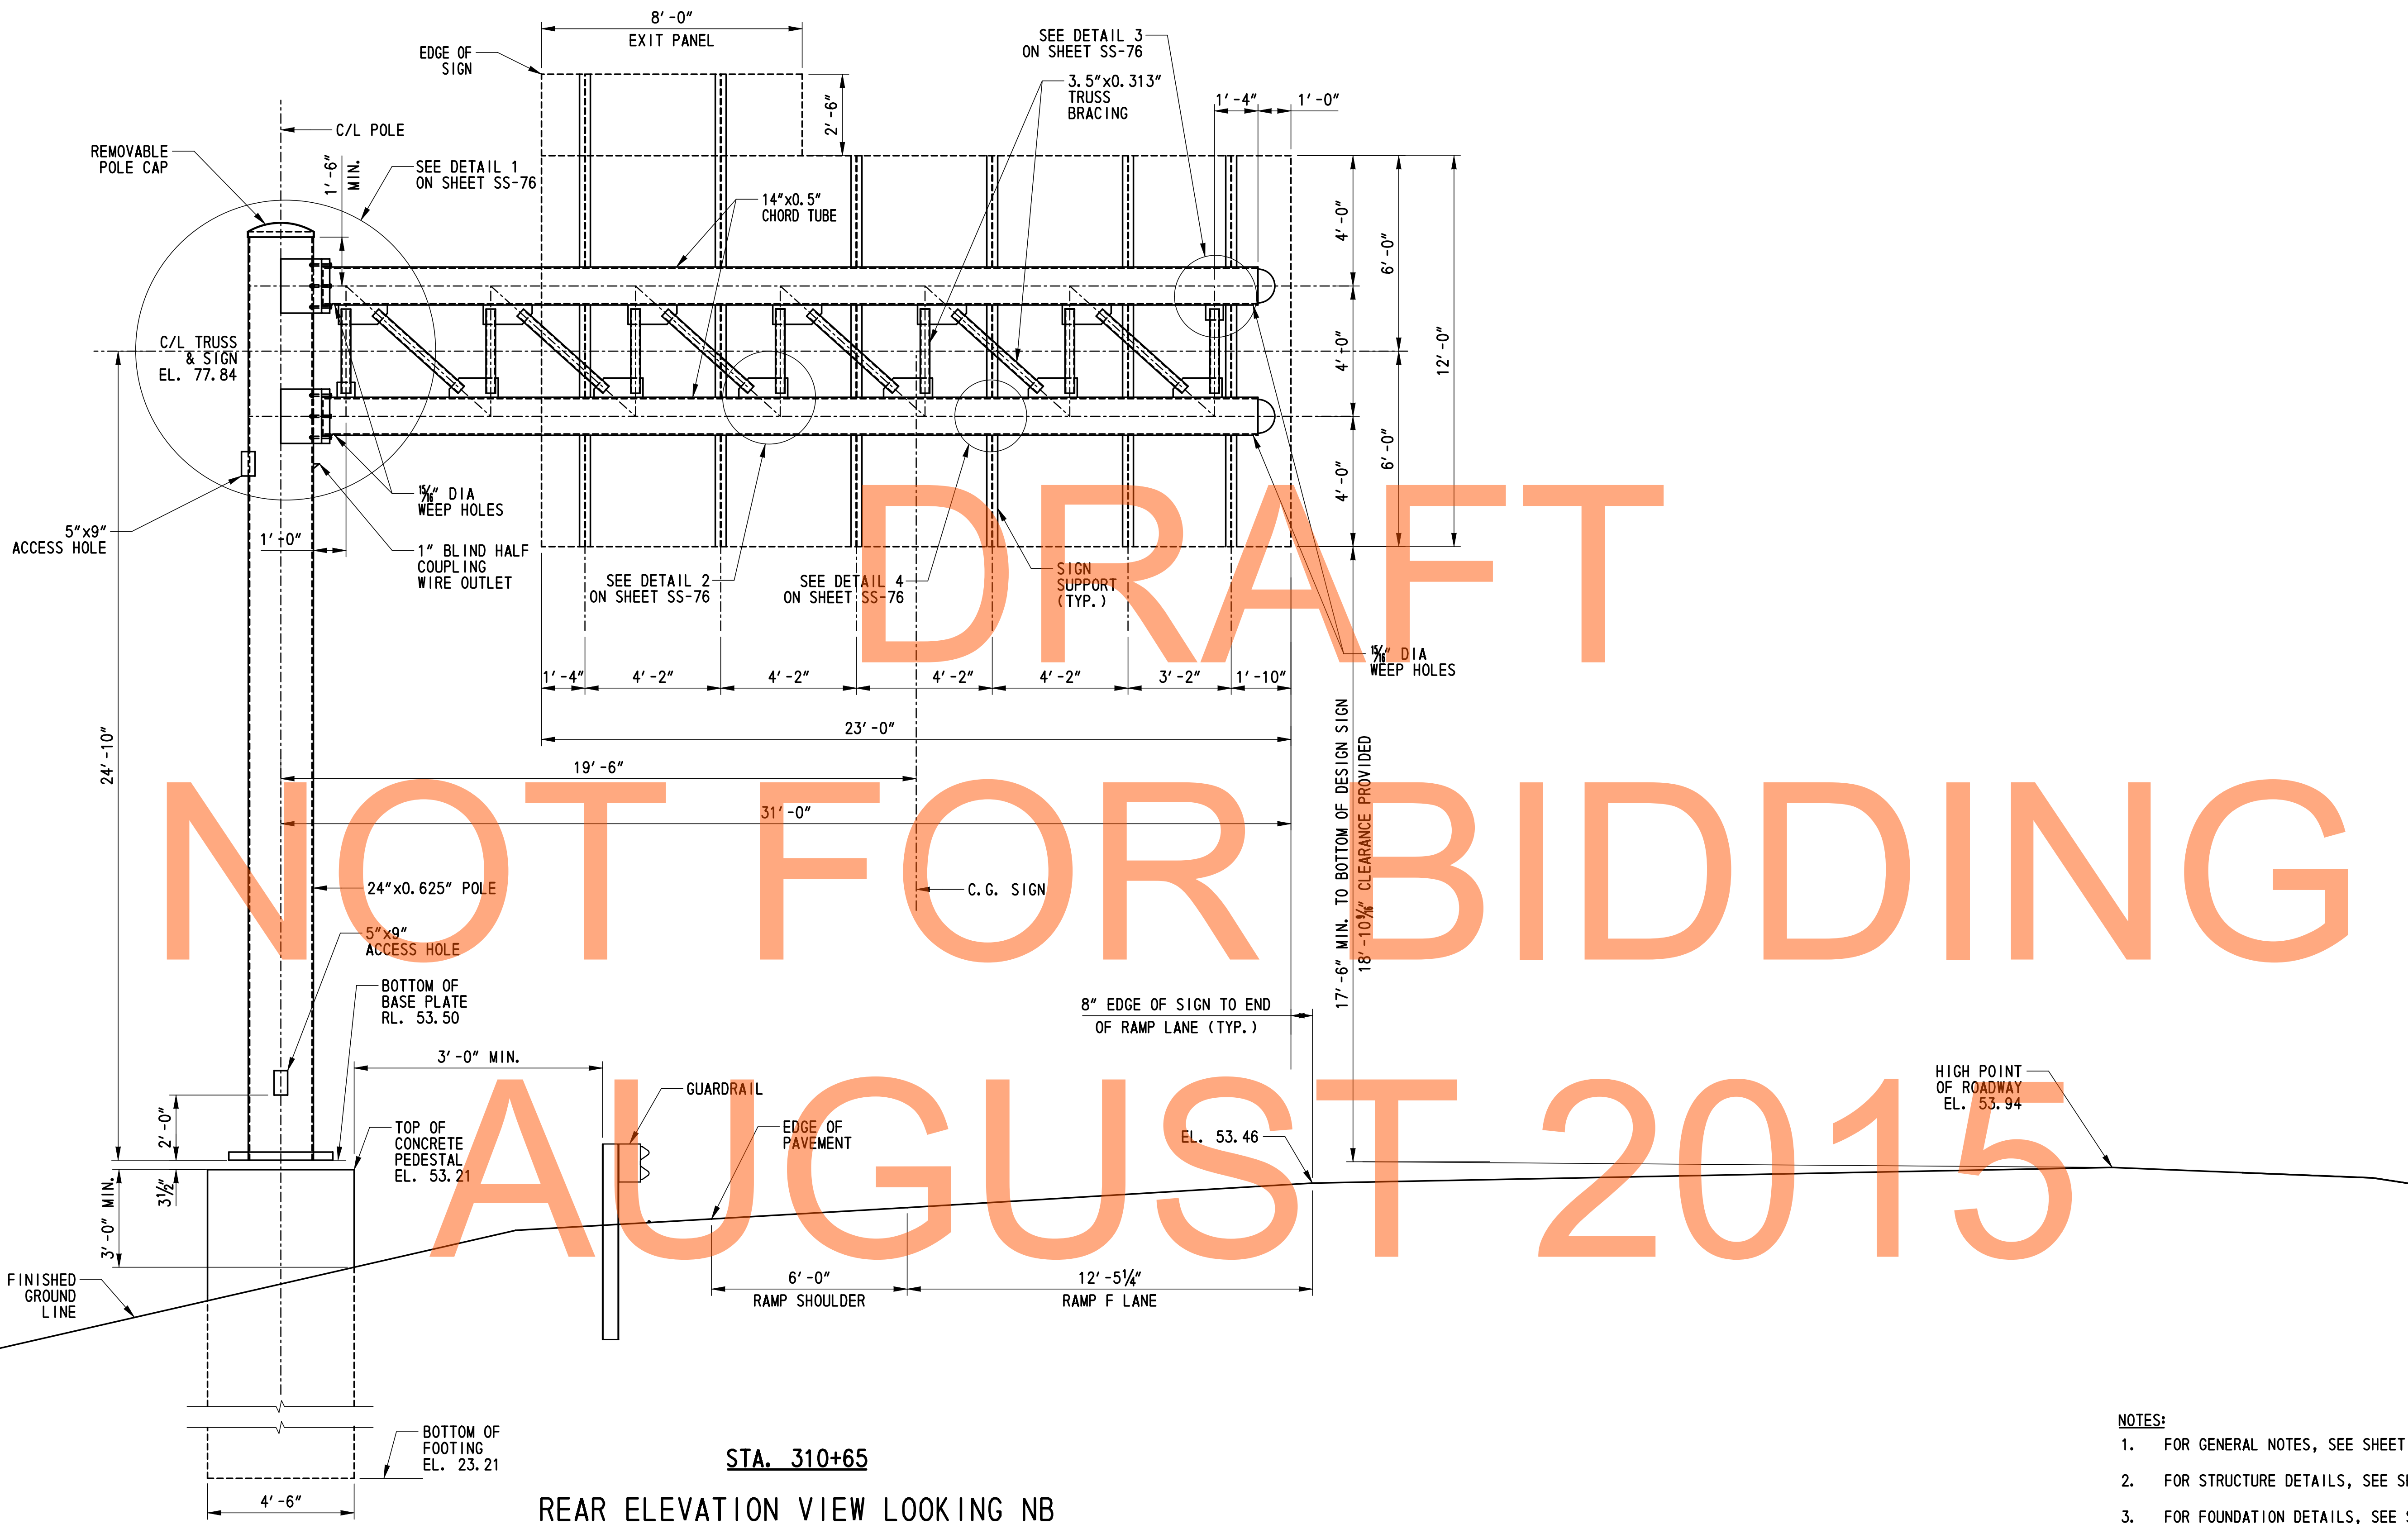 8'-0"
EXIT PANEL
EDGE OF
SIGN
SEE DETAIL 3
ON SHEET SS-76
3.5"x0.313"
TRUSS
BRACING
1'-4"
1'-0"
2'-6"
C/L POLE
REMOVABLE
POLE CAP
1'-6"
MIN.
SEE DETAIL 1
ON SHEET SS-76
14"x0.5"
CHORD TUBE
4'-0"
6'-0"
12'-0"
C/L TRUSS
& SIGN
EL. 77.84
4'-0"
4'-0"
6'-0"
15/16" DIA
WEEP HOLES
5"x9"
ACCESS HOLE
1'-0"
1" BLIND HALF
COUPLING
WIRE OUTLET
SEE DETAIL 2
ON SHEET SS-76
SEE DETAIL 4
ON SHEET SS-76
SIGN
SUPPORT
(TYP.)
DRAFT
15/16" DIA
WEEP HOLES
1'-4"
4'-2"
4'-2"
4'-2"
4'-2"
3'-2"
1'-10"
23'-0"
24'-10"
19'-6"
31'-0"
17'-6" MIN. TO BOTTOM OF DESIGN SIGN
18'-10 9/16" CLEARANCE PROVIDED
NOT FOR BIDDING
24"x0.625" POLE
C.G. SIGN
5"x9"
ACCESS HOLE
BOTTOM OF
BASE PLATE
RL. 53.50
8" EDGE OF SIGN TO END
OF RAMP LANE (TYP.)
3'-0" MIN.
GUARDRAIL
HIGH POINT
OF ROADWAY
EL. 53.94
2'-0"
TOP OF
CONCRETE
PEDESTAL
EL. 53.21
EDGE OF
PAVEMENT
EL. 53.46
AUGUST 2015
3'-0" MIN.
3½"
FINISHED
GROUND
LINE
6'-0"
RAMP SHOULDER
12'-5¼"
RAMP F LANE
BOTTOM OF
FOOTING
EL. 23.21
4'-6"
STA. 310+65
REAR ELEVATION VIEW LOOKING NB
NOTES:
1. FOR GENERAL NOTES, SEE SHEET
2. FOR STRUCTURE DETAILS, SEE
3. FOR FOUNDATION DETAILS, SEE